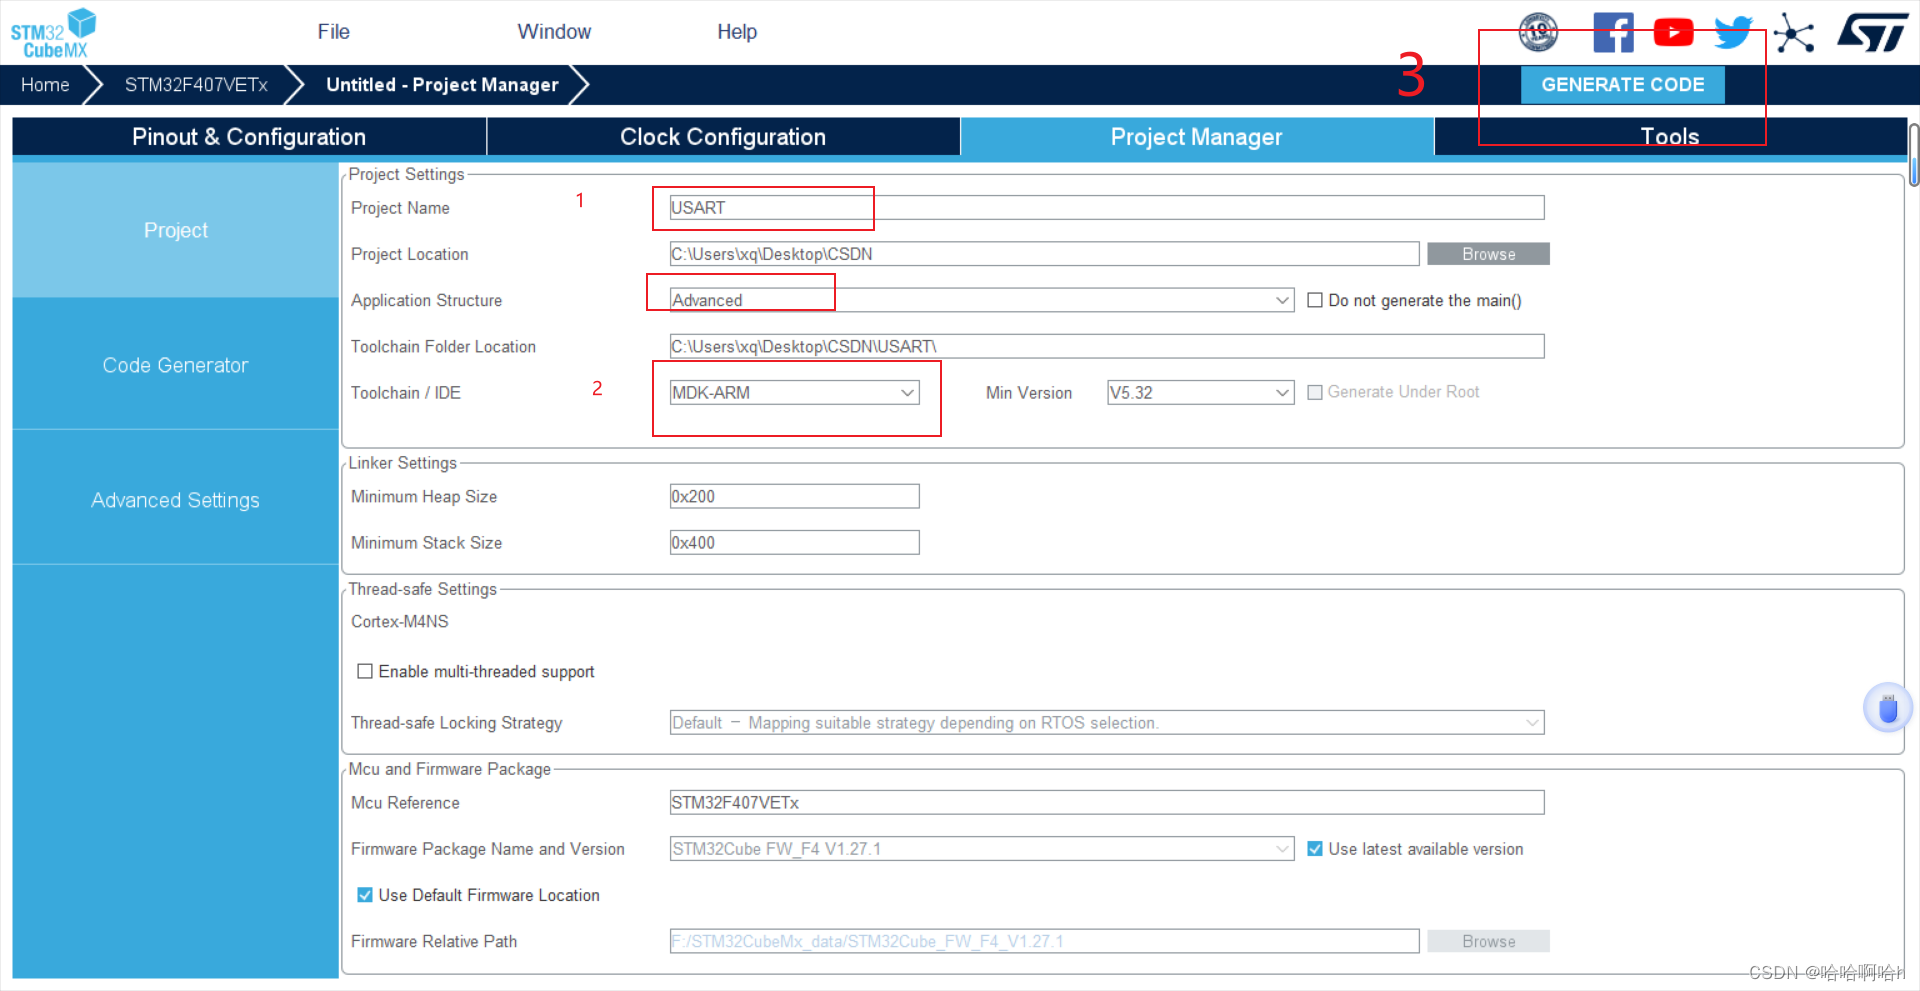 STM32
CubeMX
File
Window
Help
10 YEARS
ST
Home
STM32F407VETx
Untitled - Project Manager
3
GENERATE CODE
Pinout & Configuration
Clock Configuration
Project Manager
Tools
Project
Code Generator
Advanced Settings
Project Settings
Project Name
1
USART
Project Location
C:\Users\xq\Desktop\CSDN
Browse
Application Structure
Advanced
Do not generate the main()
Toolchain Folder Location
C:\Users\xq\Desktop\CSDN\USART\
Toolchain / IDE
2
MDK-ARM
Min Version
V5.32
Generate Under Root
Linker Settings
Minimum Heap Size
0x200
Minimum Stack Size
0x400
Thread-safe Settings
Cortex-M4NS
Enable multi-threaded support
Thread-safe Locking Strategy
Default – Mapping suitable strategy depending on RTOS selection.
Mcu and Firmware Package
Mcu Reference
STM32F407VETx
Firmware Package Name and Version
STM32Cube FW_F4 V1.27.1
Use latest available version
Use Default Firmware Location
Firmware Relative Path
F:/STM32CubeMx_data/STM32Cube_FW_F4_V1.27.1
Browse
CSDN @哈哈啊哈h